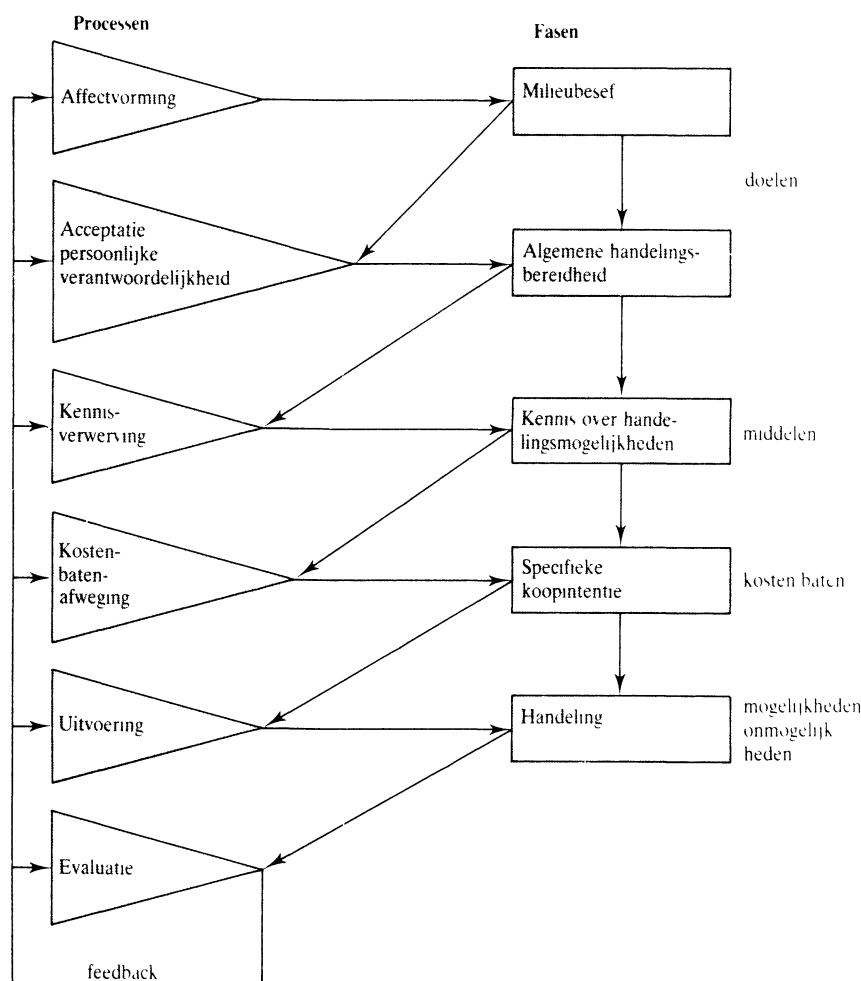 Processen
Fasen
Affectvorming
Milieubesef
doelen
Acceptatie
persoonlijke
verantwoordelijkheid
Algemene handelings-
bereidheid
Kennis-
verwerving
Kennis over hande-
lingsmogelijkheden
middelen
Kosten-
baten-
afweging
Specifieke
koopintentie
kosten baten
Uitvoering
Handeling
mogelijkheden
onmogelijk
heden
Evaluatie
feedback